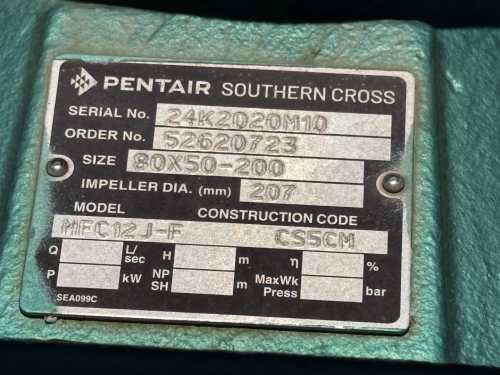 PENTAIR SOUTHERN CROSS
SERIAL No. 24K2020M10
ORDER No. 52620723
SIZE 80X50-200
IMPELLER DIA. (mm) 207
MODEL CONSTRUCTION CODE
MFC12J-F CS5CM
Q L/sec H m η %
P kW NPSH m MaxWk Press bar
SEA099C